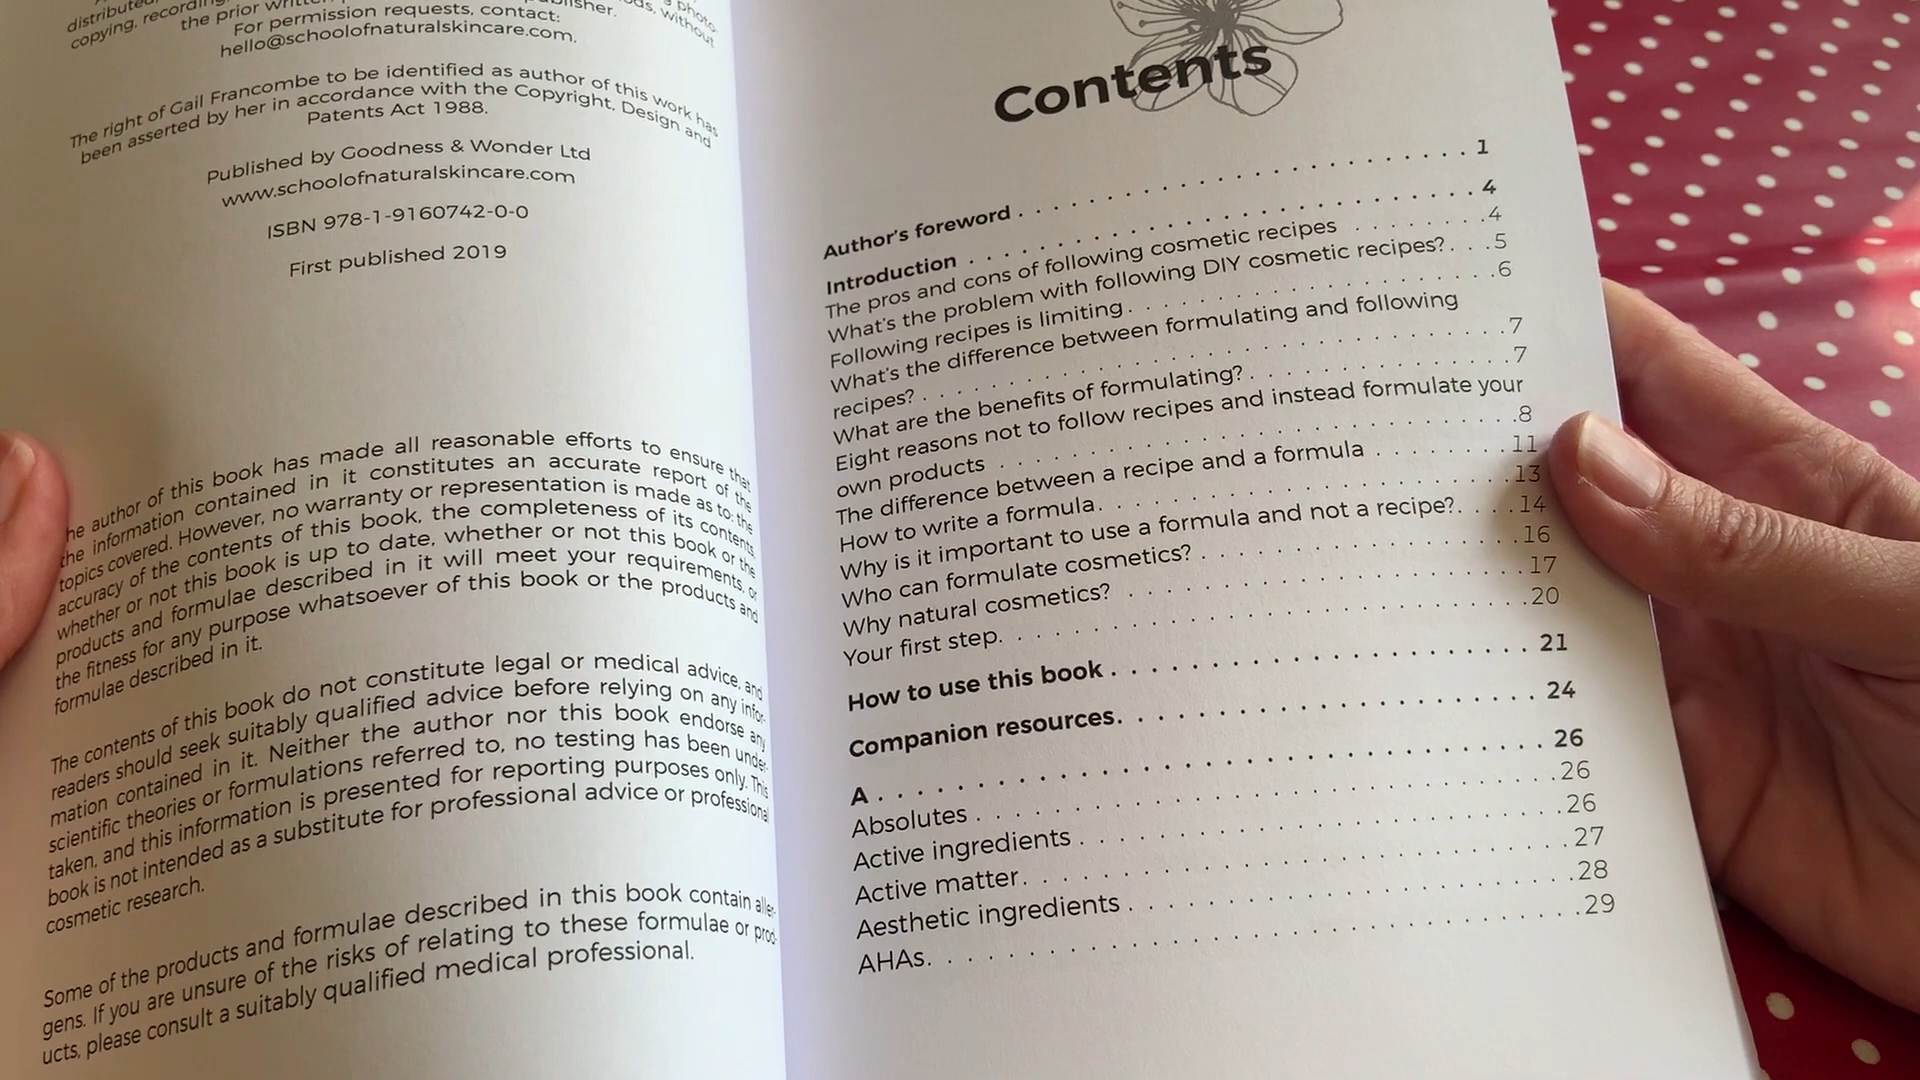 distributed
photo
copying, recording, ds, without
the prior written publisher.
For permission requests, contact:
hello@schoolofnaturalskincare.com.
The right of Gail Francombe to be identified as author of this work has
been asserted by her in accordance with the Copyright, Design and
Patents Act 1988.
Published by Goodness & Wonder Ltd
www.schoolofnaturalskincare.com
ISBN 978-1-9160742-0-0
First published 2019
he author of this book has made all reasonable efforts to ensure that
the information contained in it constitutes an accurate report of the
topics covered. However, no warranty or representation is made as to: the
accuracy of the contents of this book, the completeness of its contents,
whether or not this book is up to date, whether or not this book or the
products and formulae described in it will meet your requirements, or
the fitness for any purpose whatsoever of this book or the products and
formulae described in it.
The contents of this book do not constitute legal or medical advice, and
readers should seek suitably qualified advice before relying on any infor-
mation contained in it. Neither the author nor this book endorse any
scientific theories or formulations referred to, no testing has been under-
taken, and this information is presented for reporting purposes only. This
book is not intended as a substitute for professional advice or professional
cosmetic research.
Some of the products and formulae described in this book contain aller-
gens. If you are unsure of the risks of relating to these formulae or prod-
ucts, please consult a suitably qualified medical professional.
Contents
Author's foreword . . . . . . . . . . . . . . . . . . . . . . . . 1
Introduction . . . . . . . . . . . . . . . . . . . . . . . . . . . 4
The pros and cons of following cosmetic recipes . . . . . . . 4
What's the problem with following DIY cosmetic recipes? . . . 5
Following recipes is limiting . . . . . . . . . . . . . . . . . . 6
What's the difference between formulating and following
recipes? . . . . . . . . . . . . . . . . . . . . . . . . . . . . . 7
What are the benefits of formulating? . . . . . . . . . . . . . 7
Eight reasons not to follow recipes and instead formulate your
own products . . . . . . . . . . . . . . . . . . . . . . . . . . 8
The difference between a recipe and a formula . . . . . . . . 11
How to write a formula. . . . . . . . . . . . . . . . . . . . . 13
Why is it important to use a formula and not a recipe?. . . . 14
Who can formulate cosmetics? . . . . . . . . . . . . . . . . 16
Why natural cosmetics? . . . . . . . . . . . . . . . . . . . . 17
Your first step. . . . . . . . . . . . . . . . . . . . . . . . . . 20
How to use this book . . . . . . . . . . . . . . . . . . . . . . 21
Companion resources. . . . . . . . . . . . . . . . . . . . . . 24
A . . . . . . . . . . . . . . . . . . . . . . . . . . . . . . . . 26
Absolutes . . . . . . . . . . . . . . . . . . . . . . . . . . . . 26
Active ingredients . . . . . . . . . . . . . . . . . . . . . . . 26
Active matter. . . . . . . . . . . . . . . . . . . . . . . . . . 27
Aesthetic ingredients . . . . . . . . . . . . . . . . . . . . . 28
AHAs. . . . . . . . . . . . . . . . . . . . . . . . . . . . . . 29